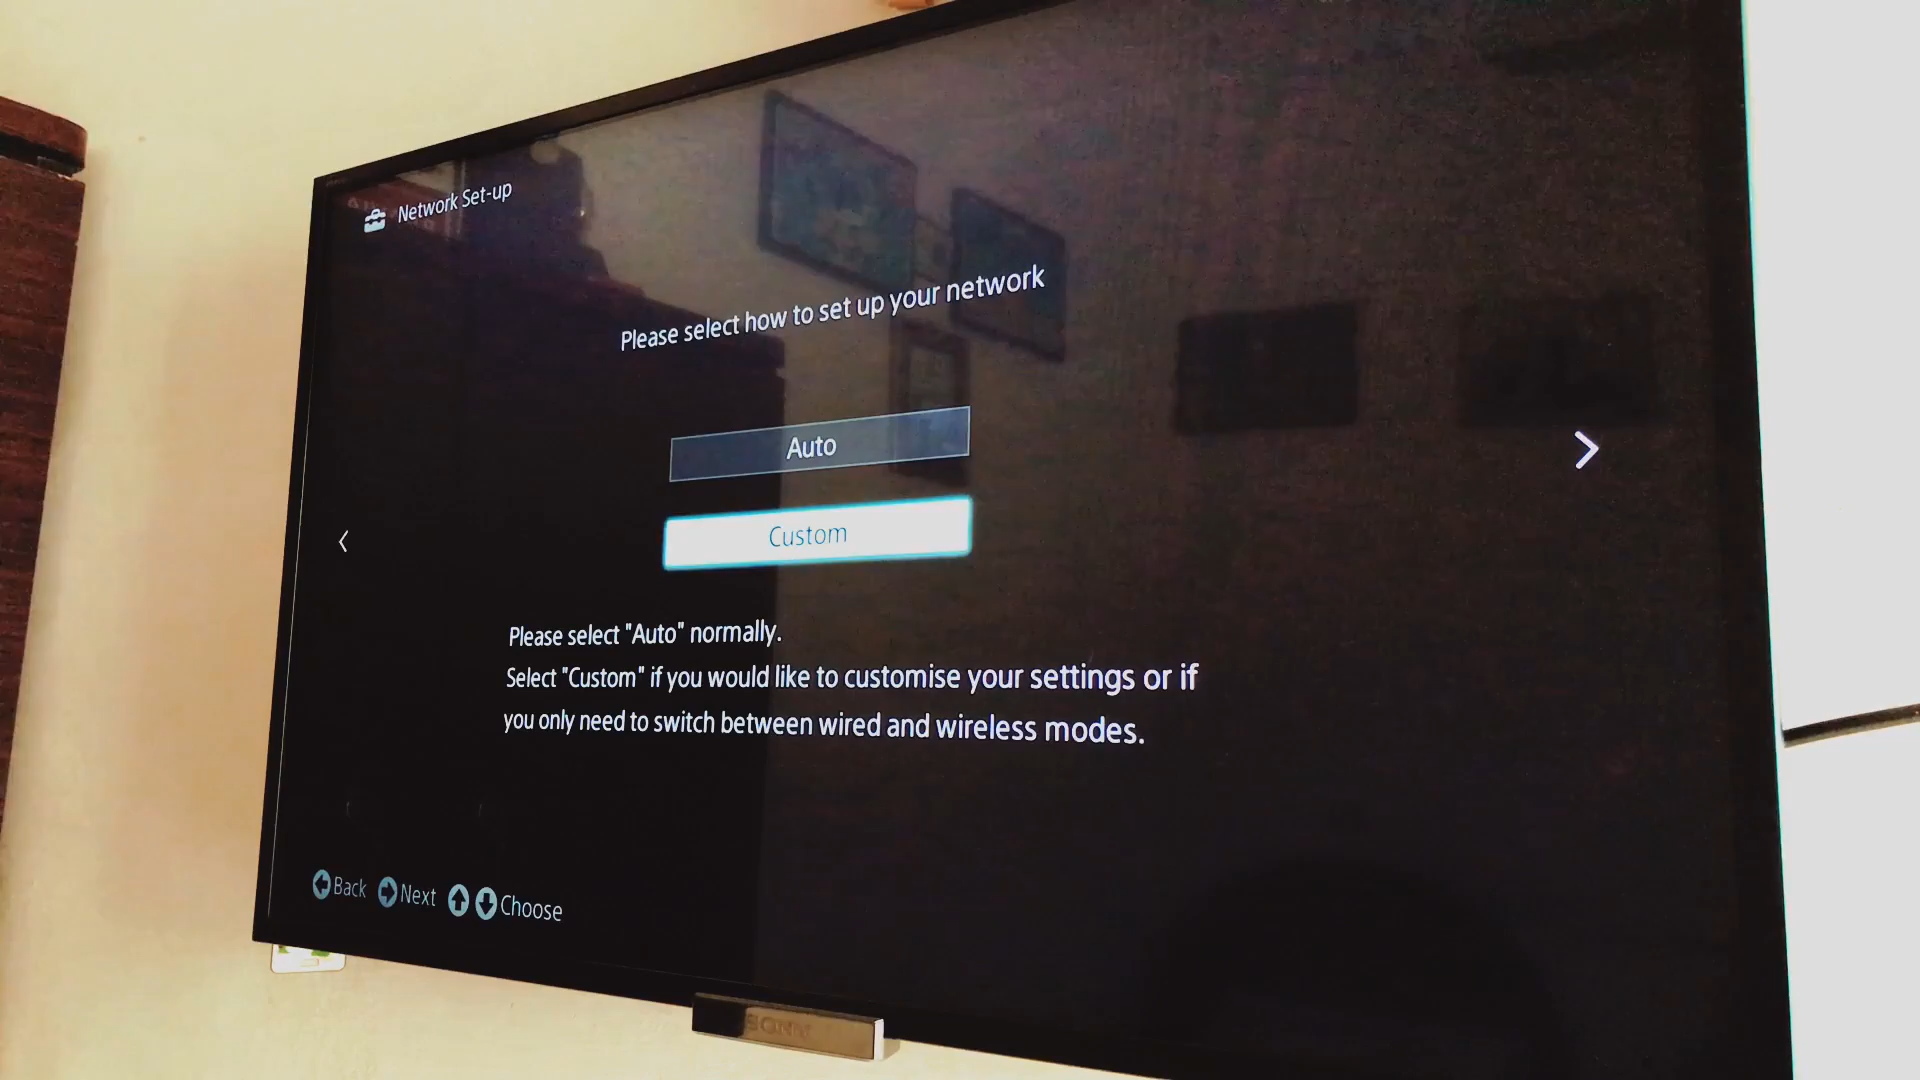 Network Set-up
Please select how to set up your network
Auto
Custom
Please select "Auto" normally.
Select "Custom" if you would like to customise your settings or if
you only need to switch between wired and wireless modes.
Back Next Choose
SONY